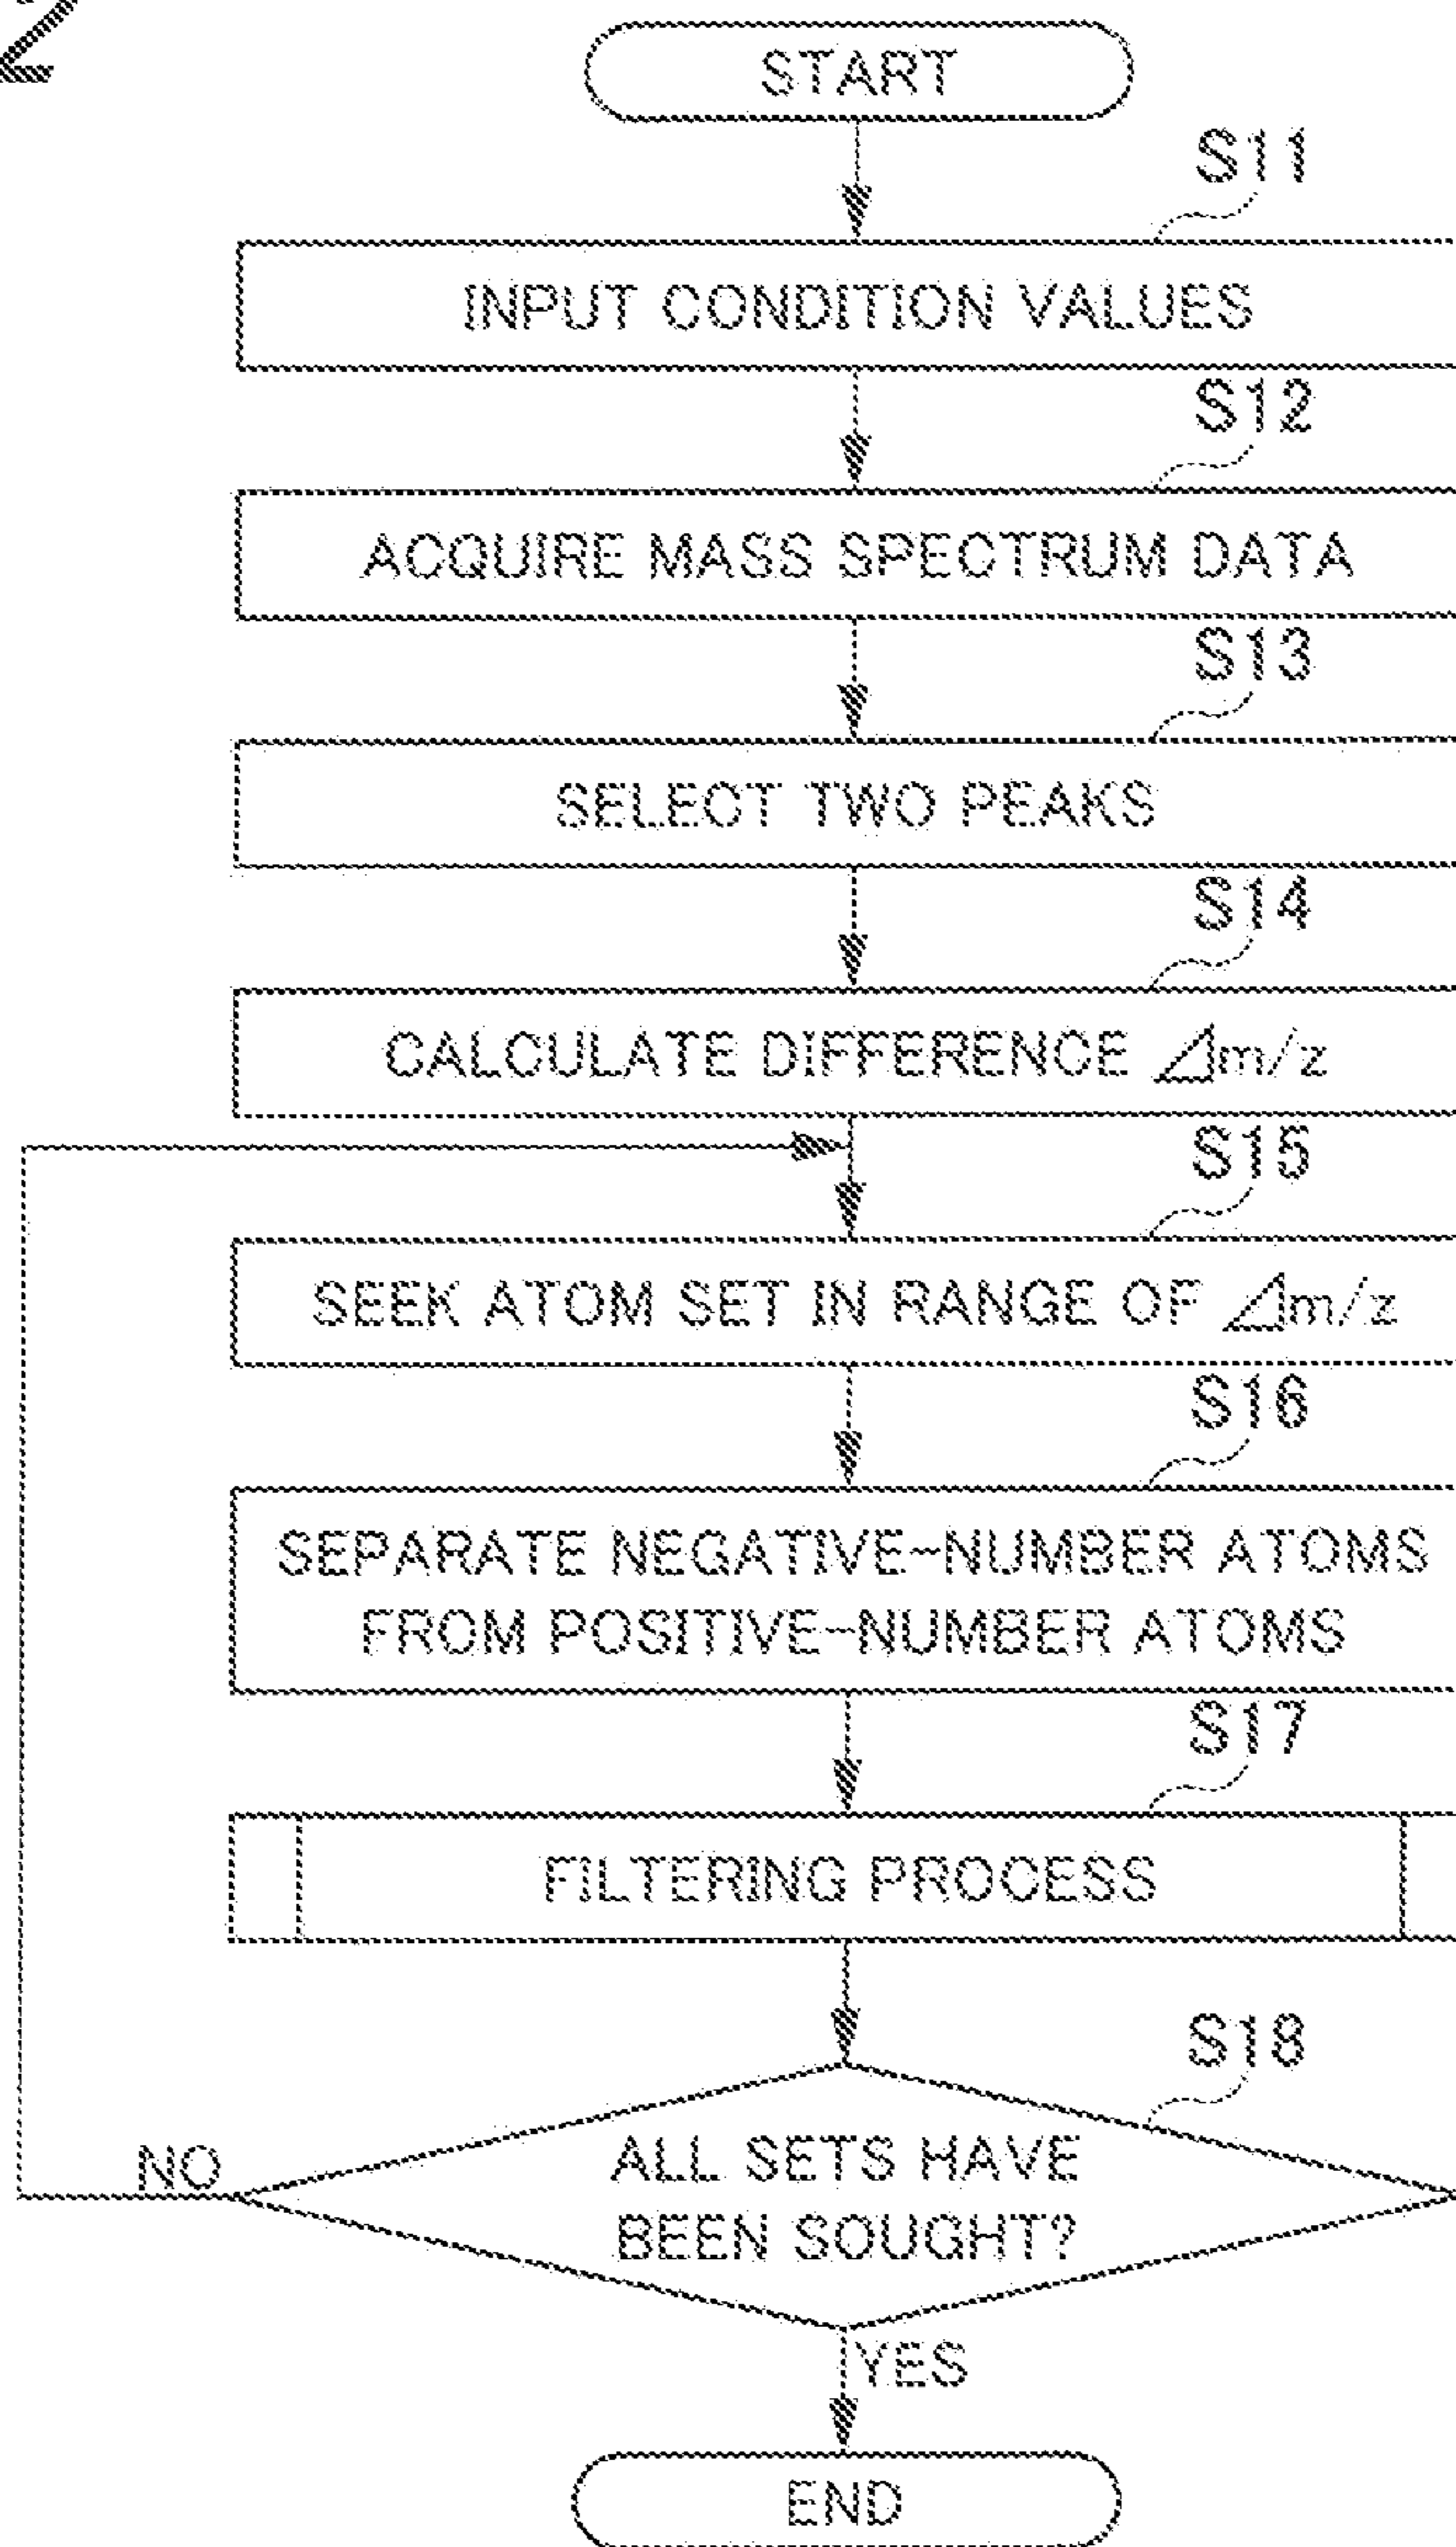 2
START
S11
INPUT CONDITION VALUES
S12
ACQUIRE MASS SPECTRUM DATA
S13
SELECT TWO PEAKS
S14
CALCULATE DIFFERENCE ⊿m/z
S15
SEEK ATOM SET IN RANGE OF ⊿m/z
S16
SEPARATE NEGATIVE-NUMBER ATOMS
FROM POSITIVE-NUMBER ATOMS
S17
FILTERING PROCESS
S18
ALL SETS HAVE
BEEN SOUGHT?
NO
YES
END